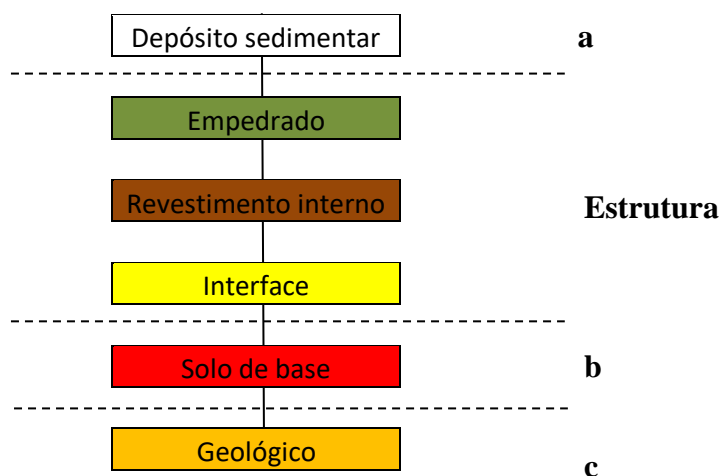 Depósito sedimentar a
Empedrado
Revestimento interno Estrutura
Interface
Solo de base b
Geológico c